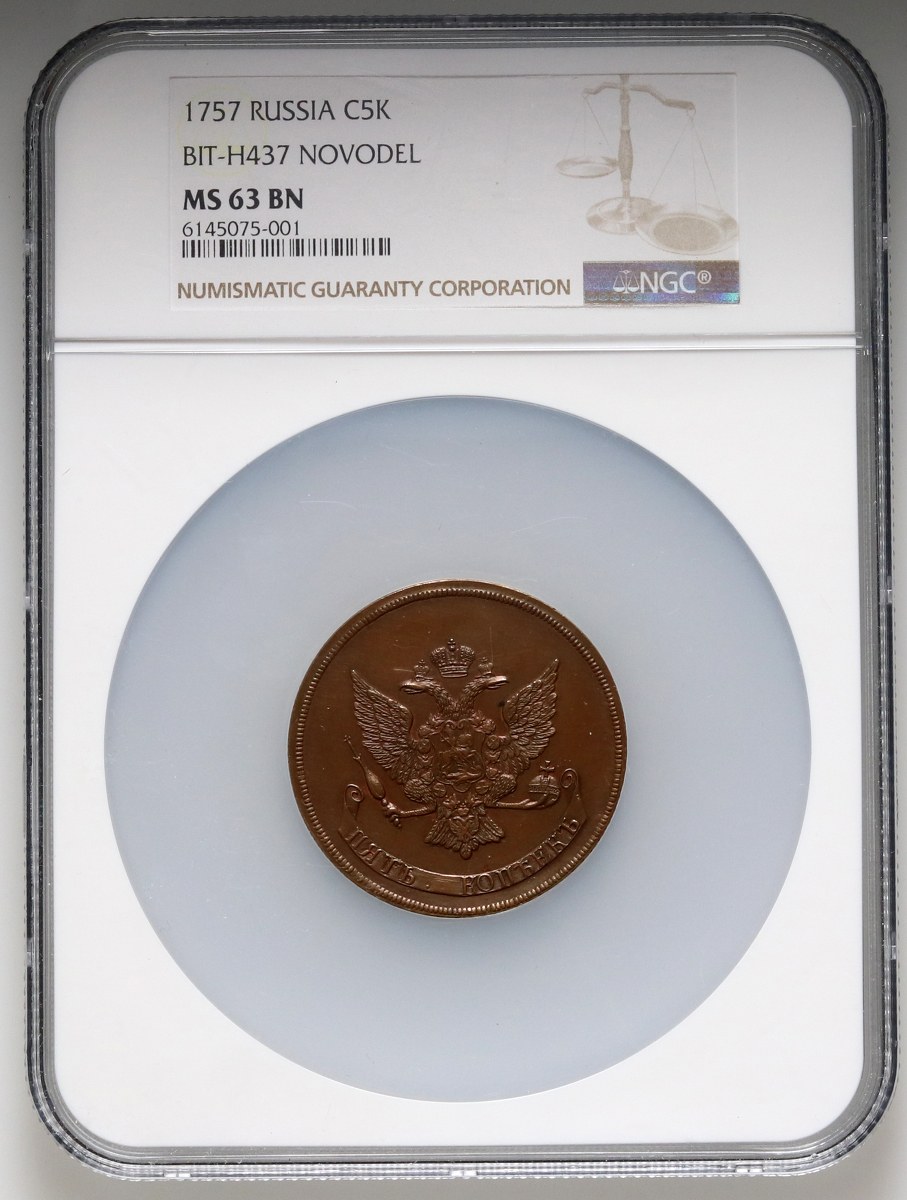 1757 RUSSIA C5K
BIT-H437 NOVODEL
MS 63 BN
6145075-001
NUMISMATIC GUARANTY CORPORATION
NGC®
ПЯТЬ . КОПѢЕКЪ